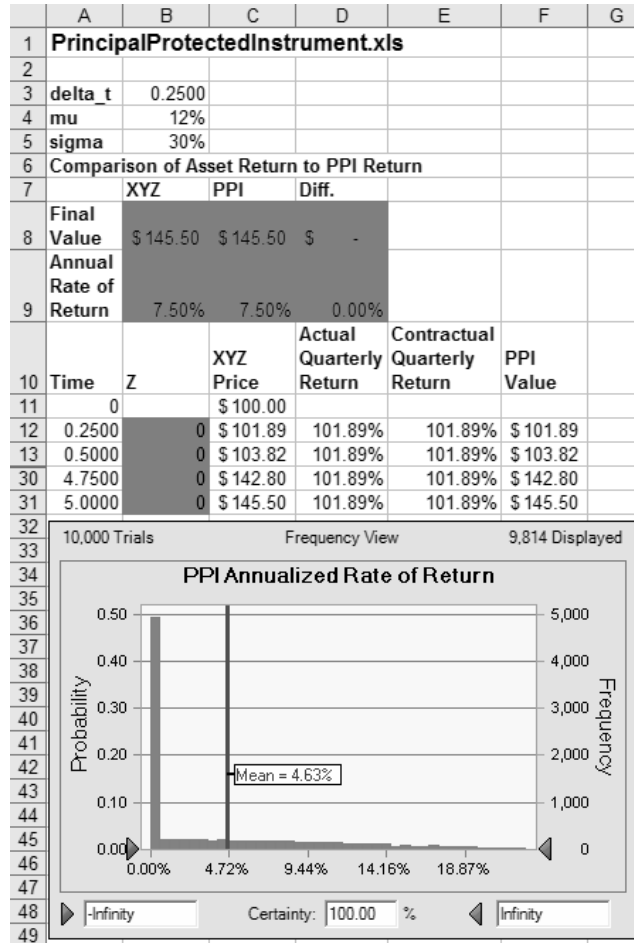 A B C D E F G
1 PrincipalProtectedInstrument.xls
2
3 delta_t 0.2500
4 mu 12%
5 sigma 30%
6 Comparison of Asset Return to PPI Return
7 XYZ PPI Diff.
Final
8 Value $145.50 $145.50 $ -
Annual
Rate of
9 Return 7.50% 7.50% 0.00%
Actual Contractual
XYZ Quarterly Quarterly PPI
10 Time Z Price Return Return Value
11 0 $100.00
12 0.2500 0 $101.89 101.89% 101.89% $101.89
13 0.5000 0 $103.82 101.89% 101.89% $103.82
30 4.7500 0 $142.80 101.89% 101.89% $142.80
31 5.0000 0 $145.50 101.89% 101.89% $145.50
32
33
34
35
36
37
38
39
40
41
42
43
44
45
46
47
48
49
10,000 Trials Frequency View 9,814 Displayed
PPI Annualized Rate of Return
0.50 5,000
0.40 4,000
0.30 3,000
0.20 2,000
0.10 1,000
0.00 0
Probability
Frequency
Mean = 4.63%
0.00% 4.72% 9.44% 14.16% 18.87%
-Infinity Certainty: 100.00 % Infinity